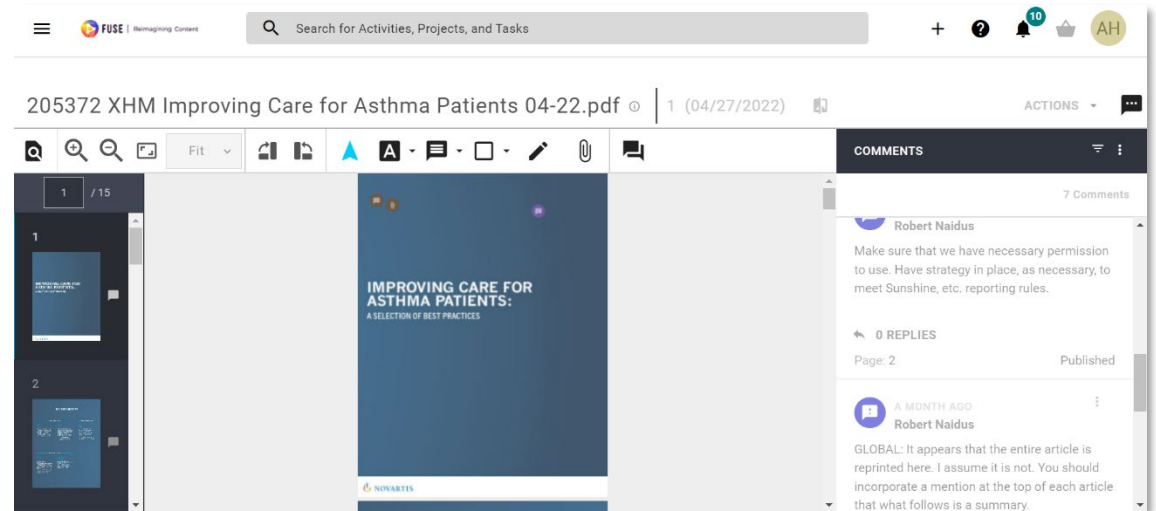 FUSE | Reimagining Content
Search for Activities, Projects, and Tasks
10
AH
205372 XHM Improving Care for Asthma Patients 04-22.pdf
1 (04/27/2022)
ACTIONS
Fit
A
COMMENTS
1 / 15
7 Comments
1
2
IMPROVING CARE FOR
ASTHMA PATIENTS:
A SELECTION OF BEST PRACTICES
NOVARTIS
Robert Naidus
Make sure that we have necessary permission
to use. Have strategy in place, as necessary, to
meet Sunshine, etc. reporting rules.
0 REPLIES
Page: 2 Published
A MONTH AGO
Robert Naidus
GLOBAL: It appears that the entire article is
reprinted here. I assume it is not. You should
incorporate a mention at the top of each article
that what follows is a summary.